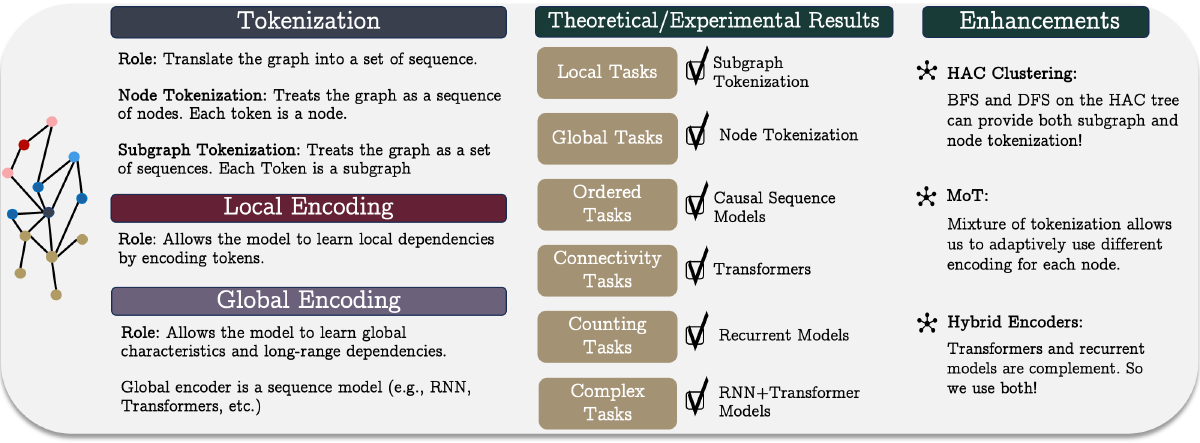 Tokenization
Role: Translate the graph into a set of sequence.
Node Tokenization: Treats the graph as a sequence
of nodes. Each token is a node.
Subgraph Tokenization: Treats the graph as a set
of sequences. Each Token is a subgraph
Local Encoding
Role: Allows the model to learn local dependencies
by encoding tokens.
Global Encoding
Role: Allows the model to learn global
characteristics and long-range dependencies.
Global encoder is a sequence model (e.g., RNN,
Transformers, etc.)
Theoretical/Experimental Results
Local Tasks
Subgraph
Tokenization
Global Tasks
Node Tokenization
Ordered
Tasks
Causal Sequence
Models
Connectivity
Tasks
Transformers
Counting
Tasks
Recurrent Models
Complex
Tasks
RNN+Transformer
Models
Enhancements
HAC Clustering:
BFS and DFS on the HAC tree
can provide both subgraph and
node tokenization!
MoT:
Mixture of tokenization allows
us to adaptively use different
encoding for each node.
Hybrid Encoders:
Transformers and recurrent
models are complement. So
we use both!